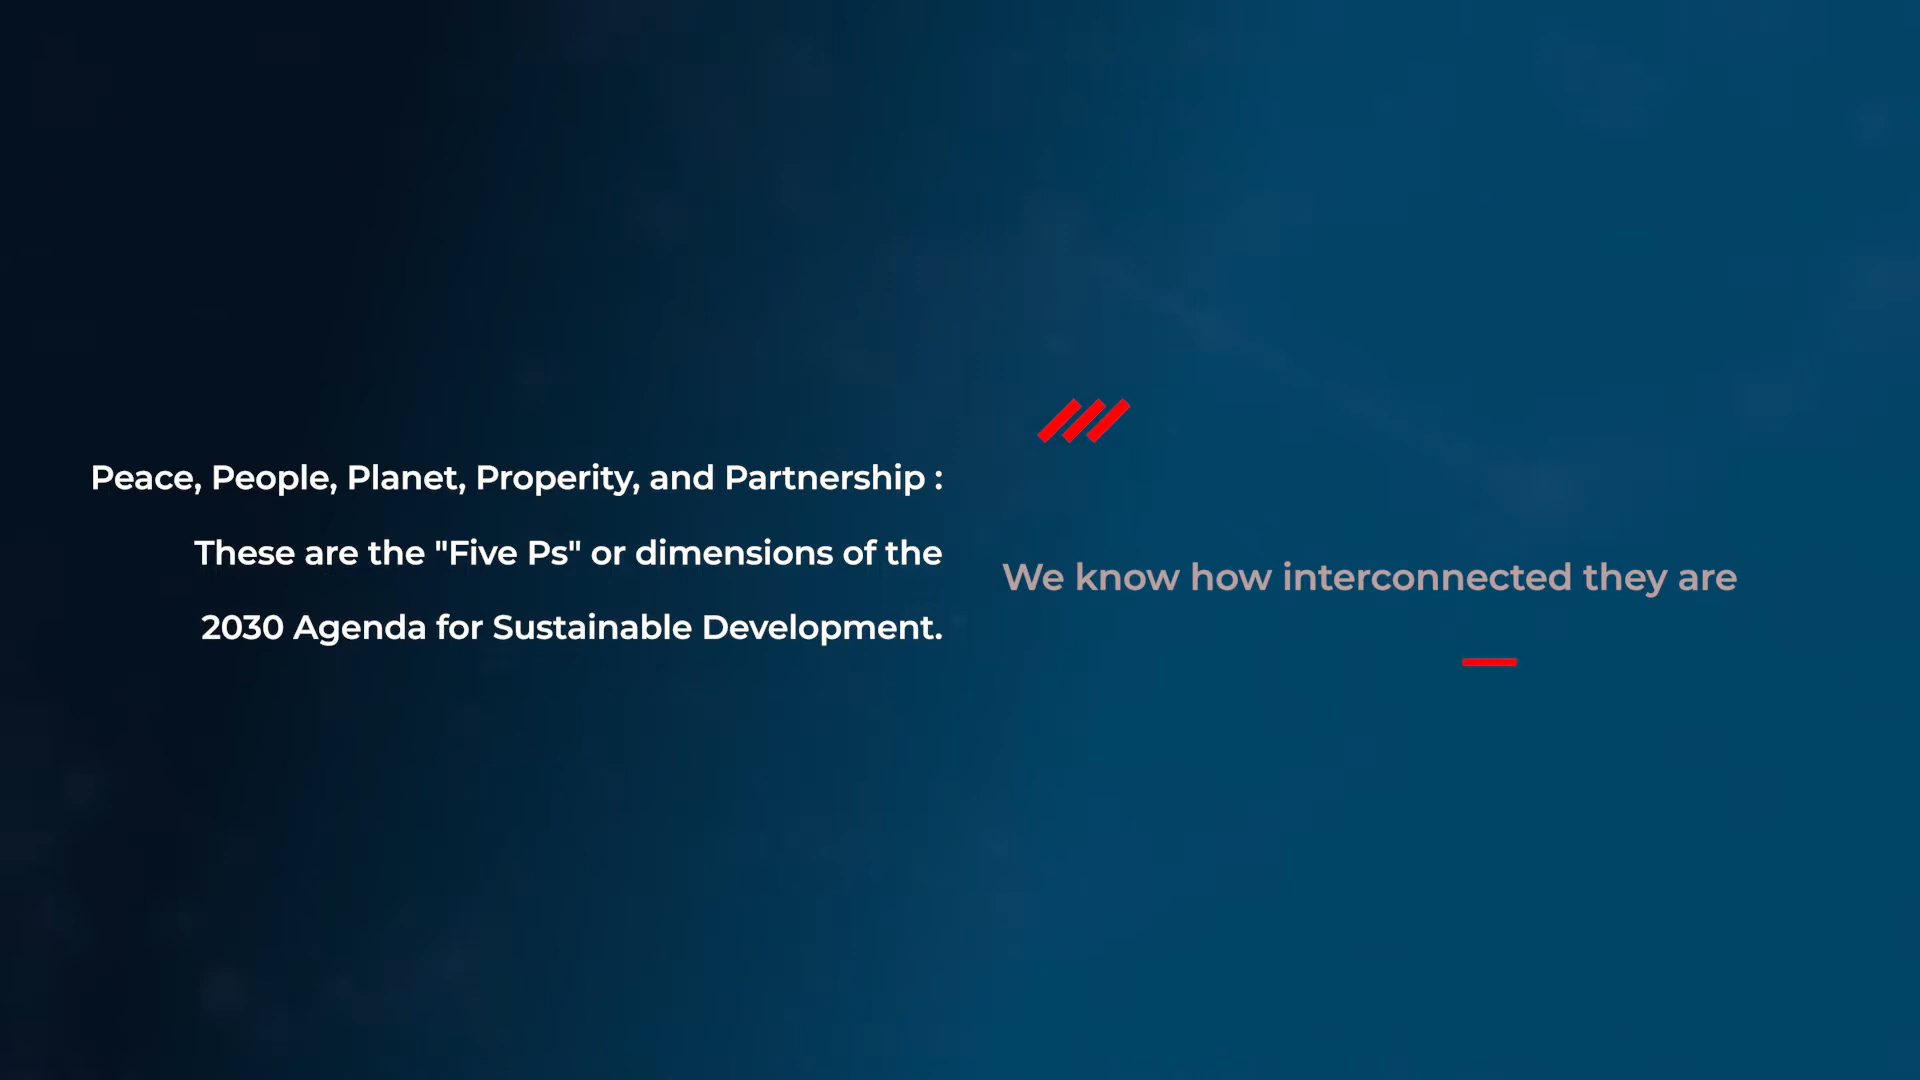 Peace, People, Planet, Properity, and Partnership :
These are the "Five Ps" or dimensions of the
2030 Agenda for Sustainable Development.
We know how interconnected they are